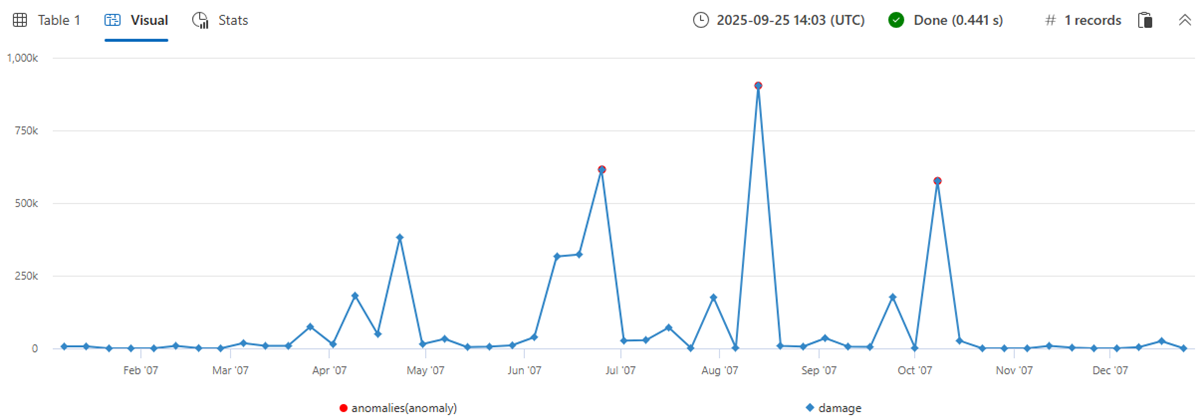 Table 1 Visual Stats 2025-09-25 14:03 (UTC) Done (0.441 s) # 1 records
1,000k
750k
500k
250k
0
Feb '07 Mar '07 Apr '07 May '07 Jun '07 Jul '07 Aug '07 Sep '07 Oct '07 Nov '07 Dec '07
anomalies(anomaly) damage